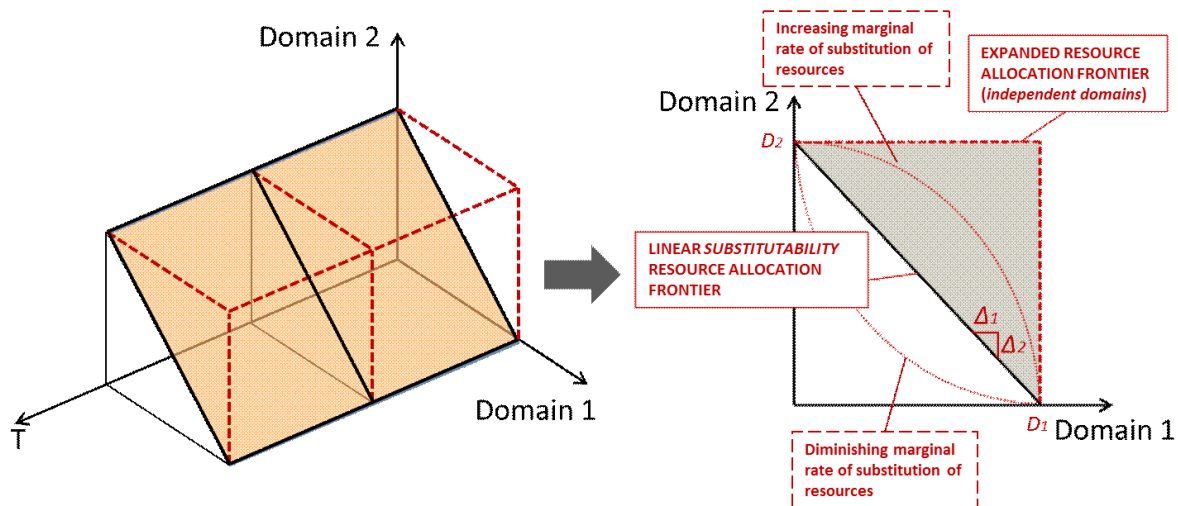 Domain 2
T
Domain 1
Increasing marginal
rate of substitution of
resources
EXPANDED RESOURCE
ALLOCATION FRONTIER
(independent domains)
Domain 2
D2
LINEAR SUBSTITUTABILITY
RESOURCE ALLOCATION
FRONTIER
Δ1
Δ2
D1
Domain 1
Diminishing marginal
rate of substitution of
resources